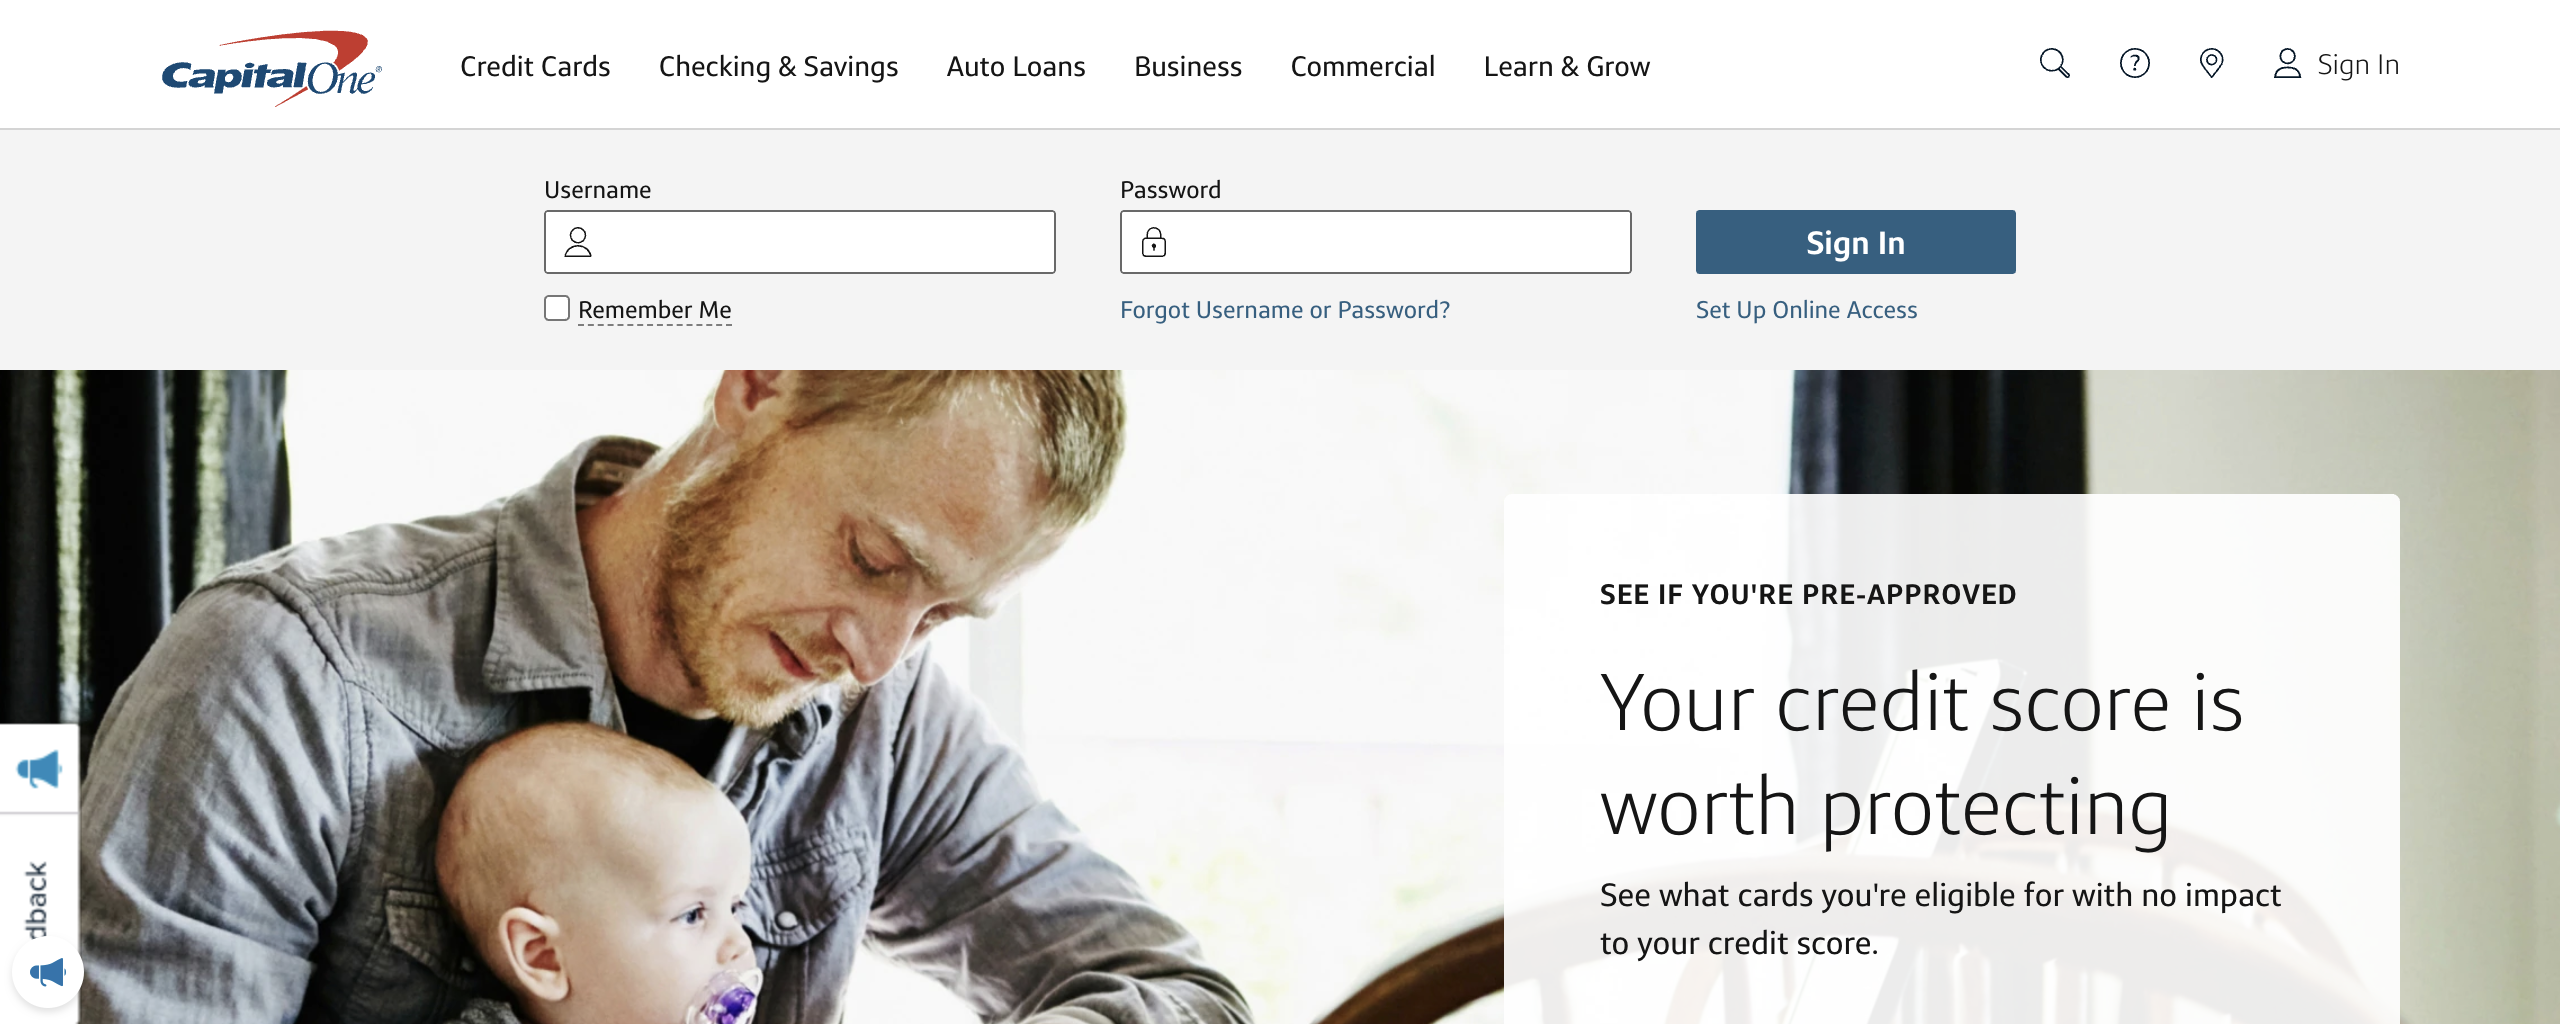 CapitalOne®
Credit Cards
Checking & Savings
Auto Loans
Business
Commercial
Learn & Grow
Sign In
Username
Password
Sign In
Remember Me
Forgot Username or Password?
Set Up Online Access
SEE IF YOU'RE PRE-APPROVED
Your credit score is
worth protecting
See what cards you're eligible for with no impact
to your credit score.
dback